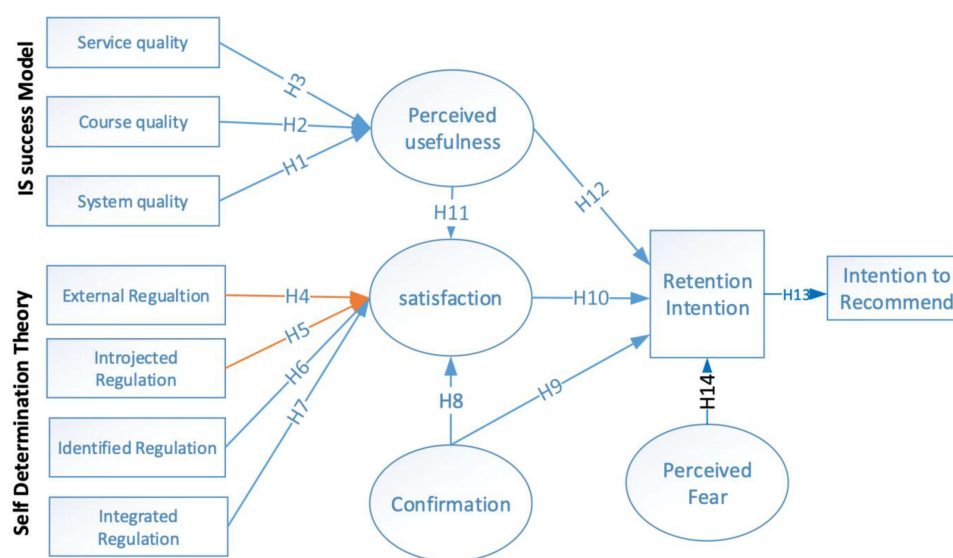 IS success Model
Service quality
Course quality
System quality
H3
H2
H1
Perceived
usefulness
H11
H12
Self Determination Theory
External Regualtion
Introjected
Regulation
Identified Regulation
Integrated
Regulation
H4
H5
H6
H7
satisfaction
H10
H8
H9
Confirmation
Retention
Intention
H13
Intention to
Recommend
H14
Perceived
Fear